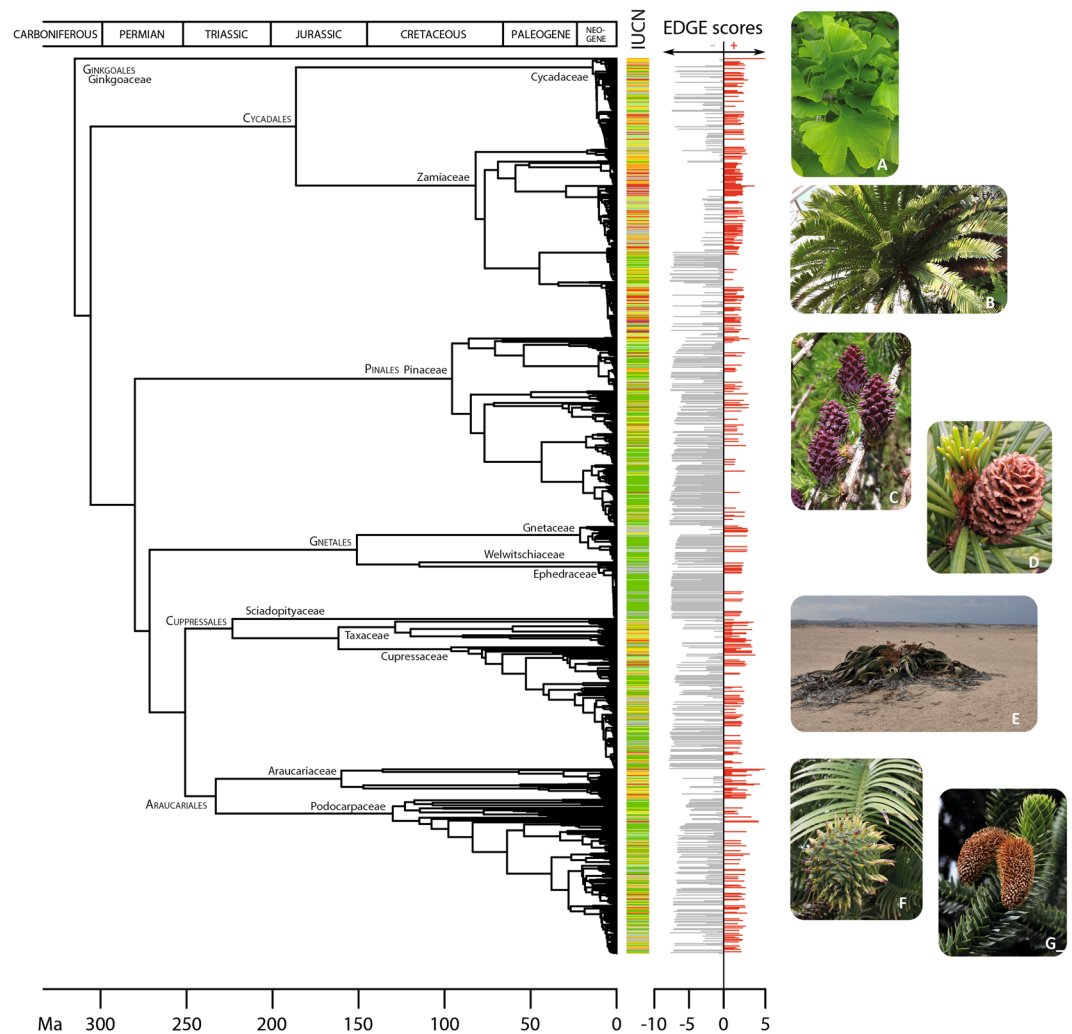 CARBONIFEROUS PERMIAN TRIASSIC JURASSIC CRETACEOUS PALEOGENE NEO-
GENE
IUCN
EDGE scores
– +
GINKGOALES
Ginkgoaceae
Cycadaceae
CYCADALES
Zamiaceae
PINALES Pinaceae
Gnetaceae
GNETALES
Welwitschiaceae
Ephedraceae
Sciadopityaceae
CUPPRESSALES
Taxaceae
Cupressaceae
Araucariaceae
ARAUCARIALES
Podocarpaceae
A
B
C
D
E
F
G_
Ma 300 250 200 150 100 50 0 -10 -5 0 5